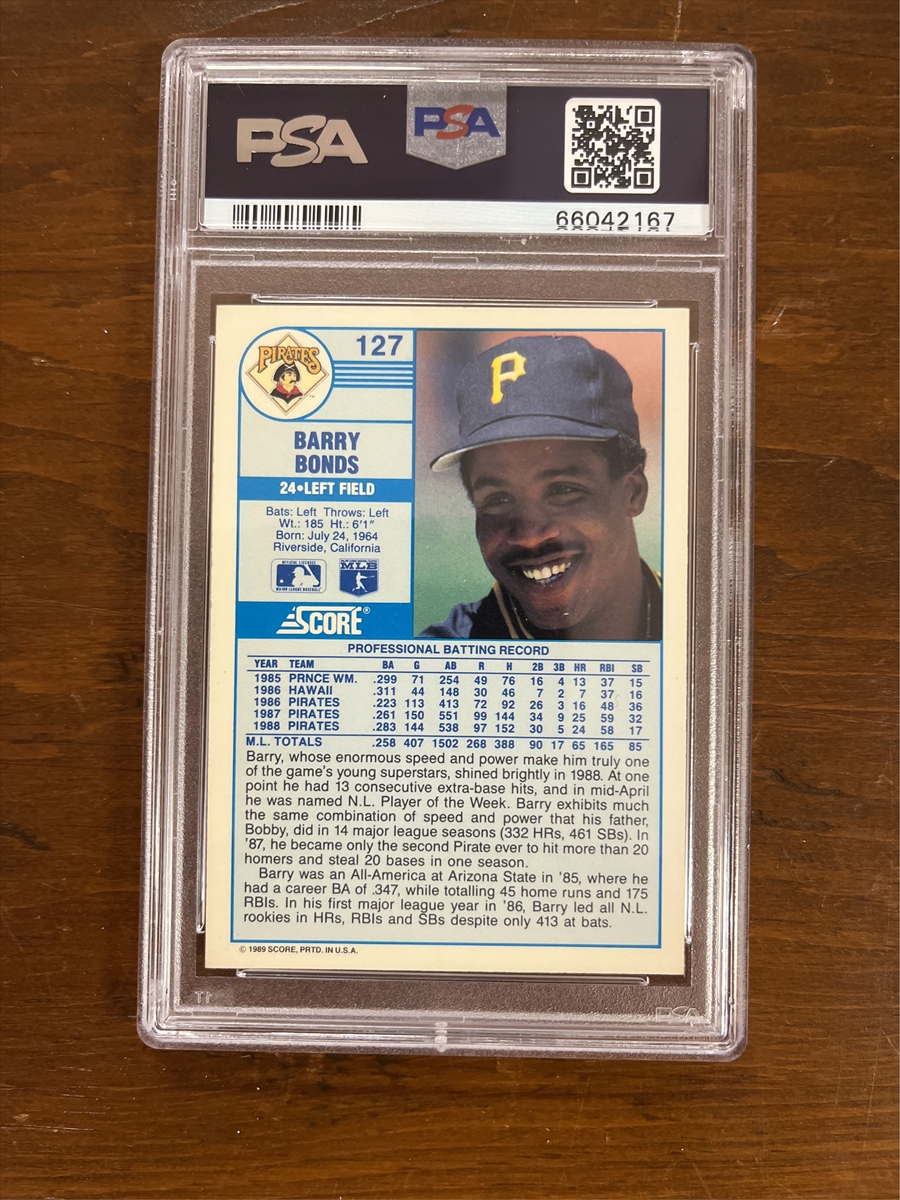 PSA
PSA
66042167
PIRATES
127
BARRY
BONDS
24•LEFT FIELD
Bats: Left Throws: Left
Wt.: 185 Ht.: 6'1"
Born: July 24, 1964
Riverside, California
MLB
SCORE®
PROFESSIONAL BATTING RECORD
YEAR TEAM BA G AB R H 2B 3B HR RBI SB
1985 PRNCE WM. .299 71 254 49 76 16 4 13 37 15
1986 HAWAII .311 44 148 30 46 7 2 7 37 16
1986 PIRATES .223 113 413 72 92 26 3 16 48 36
1987 PIRATES .261 150 551 99 144 34 9 25 59 32
1988 PIRATES .283 144 538 97 152 30 5 24 58 17
M.L. TOTALS .258 407 1502 268 388 90 17 65 165 85
Barry, whose enormous speed and power make him truly one
of the game's young superstars, shined brightly in 1988. At one
point he had 13 consecutive extra-base hits, and in mid-April
he was named N.L. Player of the Week. Barry exhibits much
the same combination of speed and power that his father,
Bobby, did in 14 major league seasons (332 HRs, 461 SBs). In
'87, he became only the second Pirate over to hit more than 20
homers and steal 20 bases in one season.
Barry was an All-America at Arizona State in '85, where he
had a career BA of .347, while totalling 45 home runs and 175
RBIs. In his first major league year in '86, Barry led all N.L.
rookies in HRs, RBIs and SBs despite only 413 at bats.
© 1989 SCORE, PRTD. IN U.S.A.
PSA